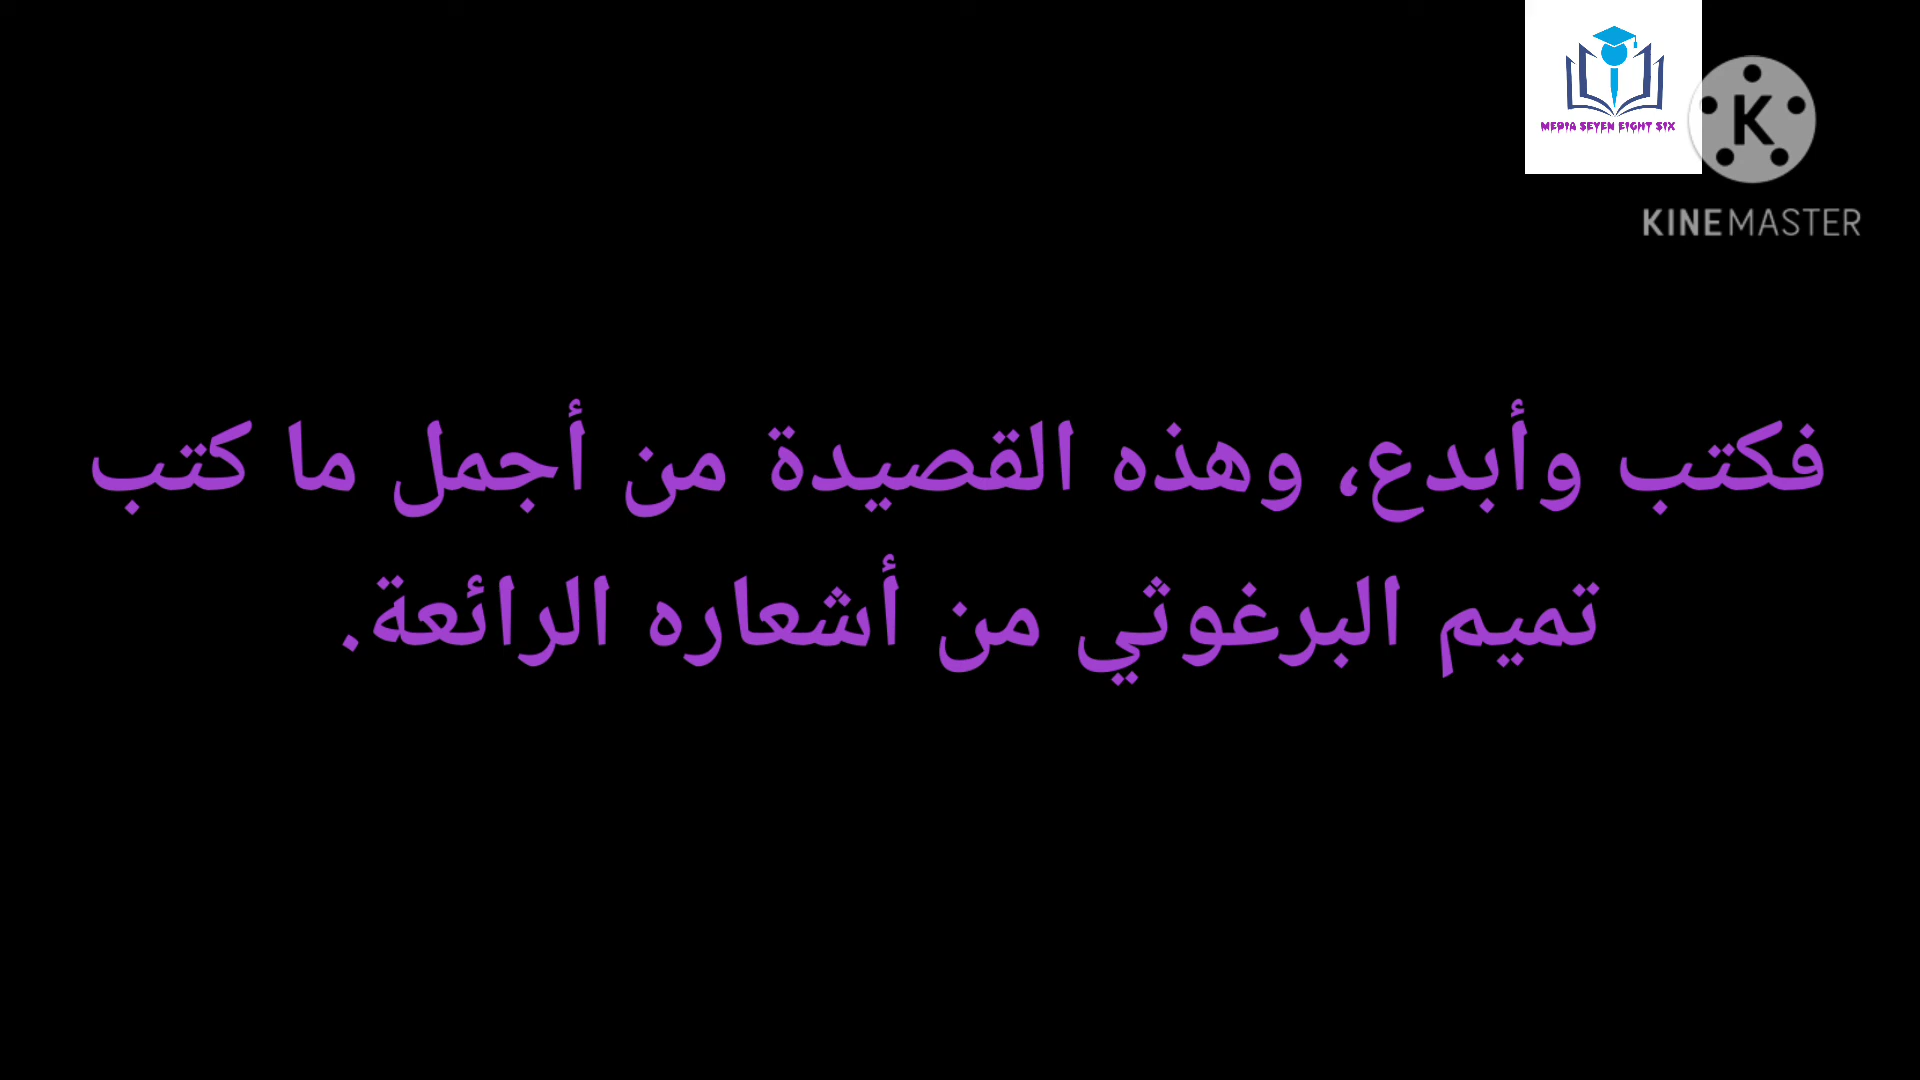 MEDIA SEVEN EIGHT SIX
K
KINEMASTER
فكتب وأبدع، وهذه القصيدة من أجمل ما كتب
تميم البرغوثي من أشعاره الرائعة.